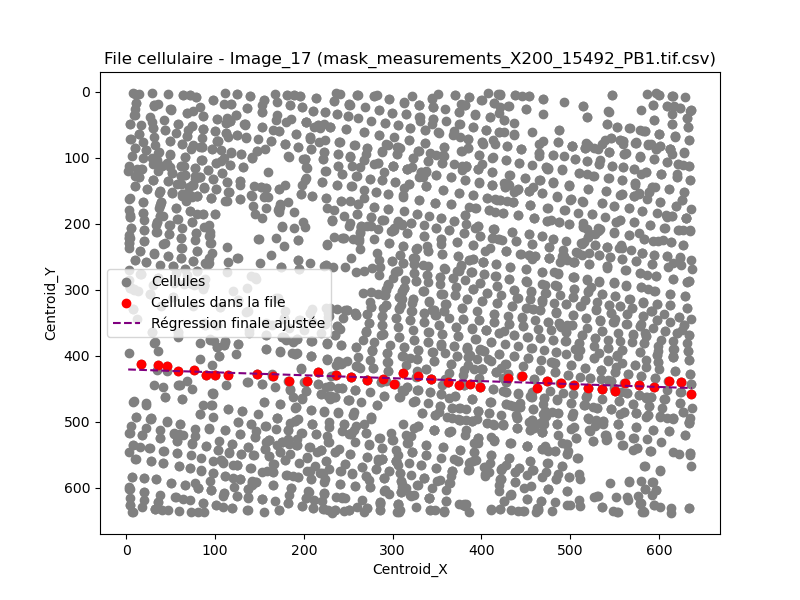 File cellulaire - Image_17 (mask_measurements_X200_15492_PB1.tif.csv)
0
100
200
300
400
500
600
Centroid_Y
Cellules
Cellules dans la file
Régression finale ajustée
0
100
200
300
400
500
600
Centroid_X